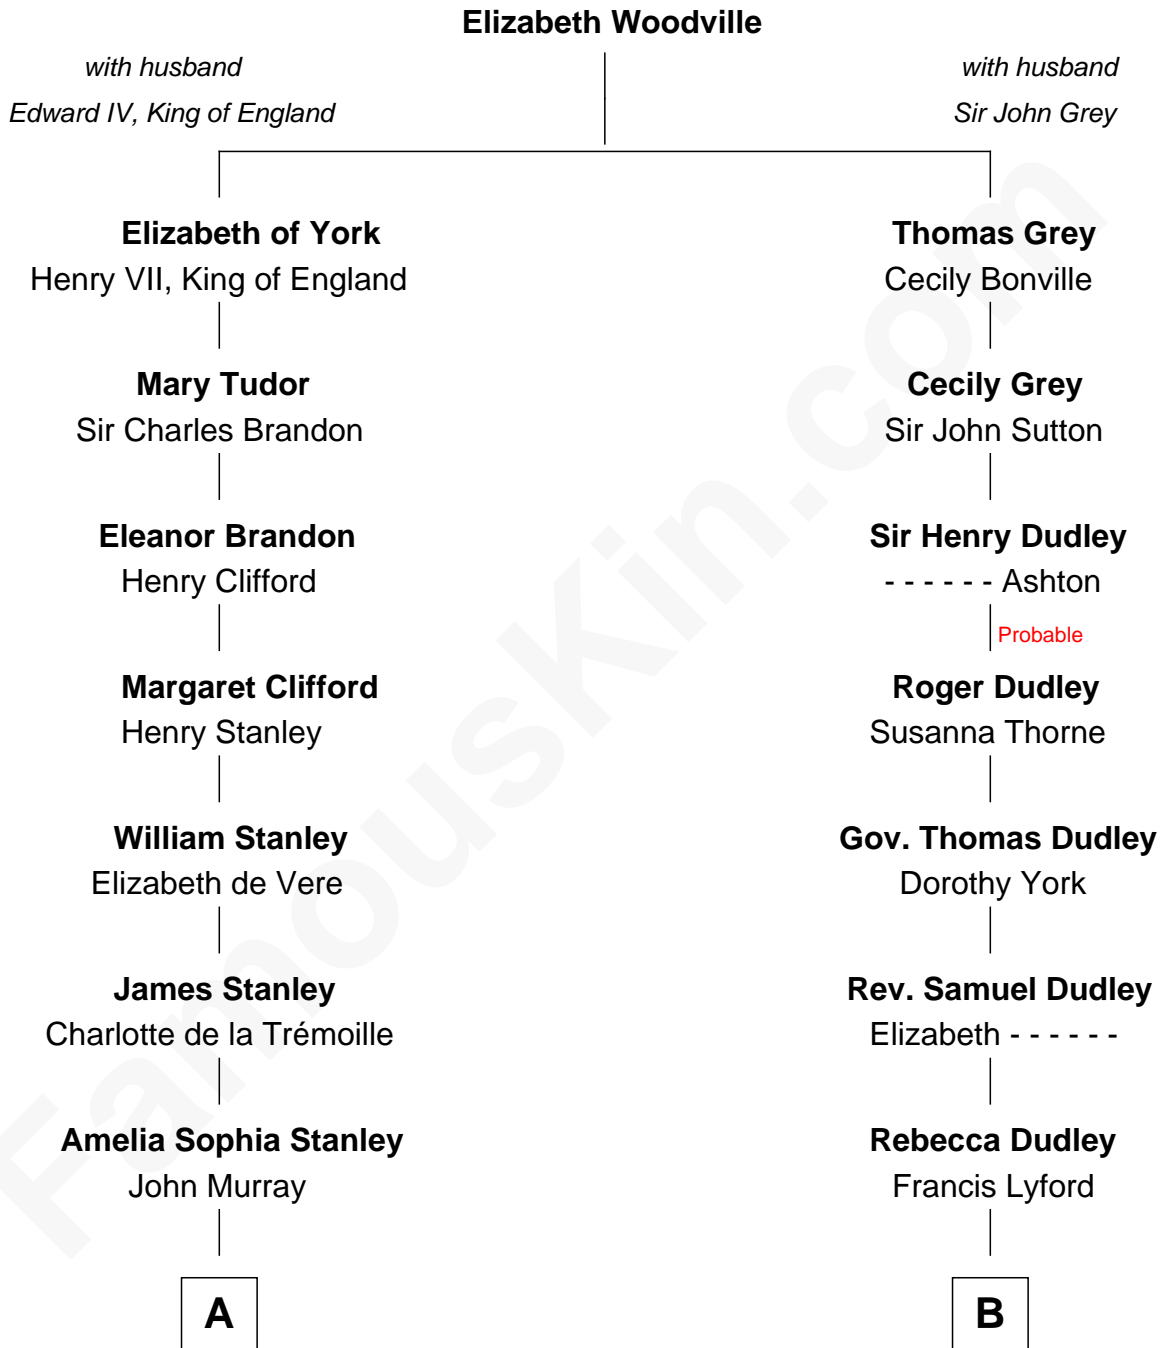 Elizabeth Woodville
with husband
Edward IV, King of England
with husband
Sir John Grey
Elizabeth of York
Henry VII, King of England
Thomas Grey
Cecily Bonville
Mary Tudor
Sir Charles Brandon
Cecily Grey
Sir John Sutton
Eleanor Brandon
Henry Clifford
Sir Henry Dudley
- - - - - - Ashton
Probable
Margaret Clifford
Henry Stanley
Roger Dudley
Susanna Thorne
William Stanley
Elizabeth de Vere
Gov. Thomas Dudley
Dorothy York
James Stanley
Charlotte de la Trémoille
Rev. Samuel Dudley
Elizabeth - - - - - -
Amelia Sophia Stanley
John Murray
Rebecca Dudley
Francis Lyford
A
B
FamousKin.com